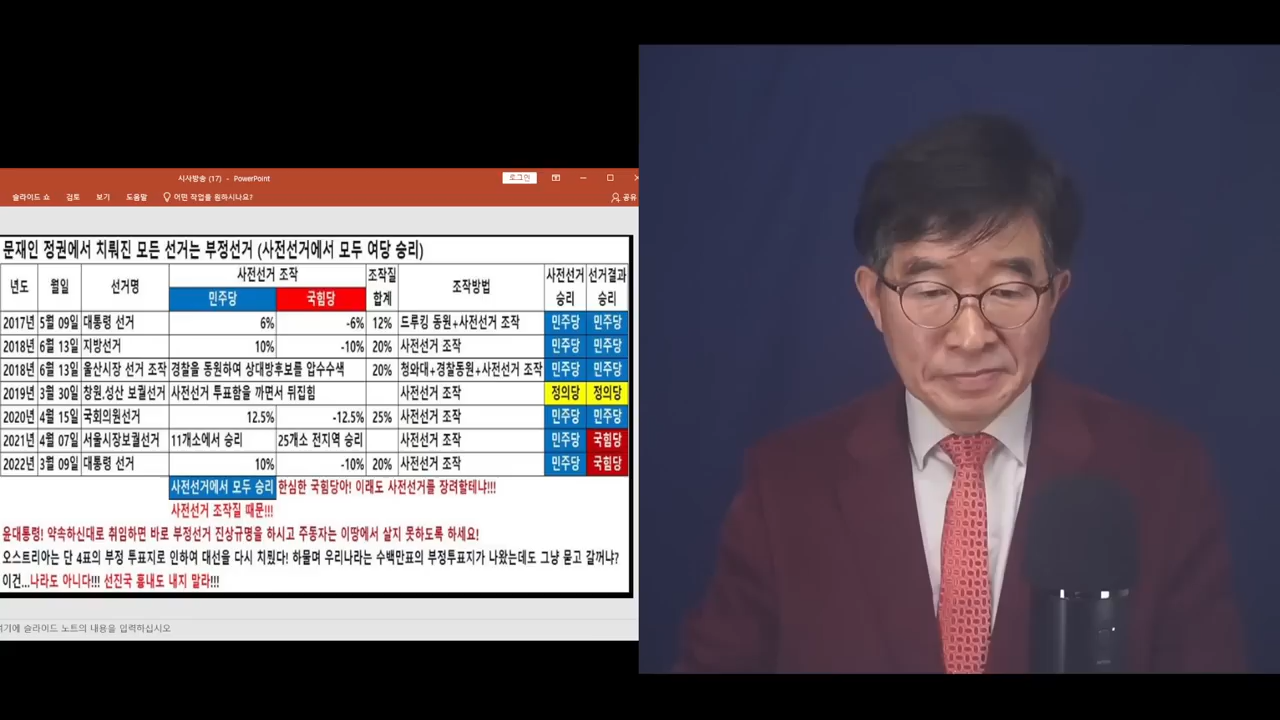 시사방송 (17) - PowerPoint
로그인
슬라이드 쇼 검토 보기 도움말 어떤 작업을 원하시나요? 공유
문재인 정권에서 치뤄진 모든 선거는 부정선거 (사전선거에서 모두 여당 승리)
년도 월일 선거명 사전선거 조작 조작질 합계 조작방법 사전선거 승리 선거결과 승리
민주당 국힘당
2017년 5월 09일 대통령 선거 6% -6% 12% 드루킹 동원+사전선거 조작 민주당 민주당
2018년 6월 13일 지방선거 10% -10% 20% 사전선거 조작 민주당 민주당
2018년 6월 13일 울산시장 선거 조작 경찰을 동원하여 상대방후보를 압수수색 20% 청와대+경찰동원+사전선거 조작 민주당 민주당
2019년 3월 30일 창원.성산 보궐선거 사전선거 투표함을 까면서 뒤집힘 사전선거 조작 정의당 정의당
2020년 4월 15일 국회의원선거 12.5% -12.5% 25% 사전선거 조작 민주당 민주당
2021년 4월 07일 서울시장보궐선거 11개소에서 승리 25개소 전지역 승리 사전선거 조작 민주당 국힘당
2022년 3월 09일 대통령 선거 10% -10% 20% 사전선거 조작 민주당 국힘당
사전선거에서 모두 승리 한심한 국힘당아! 이래도 사전선거를 장려할테냐!!!
사전선거 조작질 때문!!!
윤대통령! 약속하신대로 취임하면 바로 부정선거 진상규명을 하시고 주동자는 이땅에서 살지 못하도록 하세요!
오스트리아는 단 4표의 부정 투표지로 인하여 대선을 다시 치뤘다! 하물며 우리나라는 수백만표의 부정투표지가 나왔는데도 그냥 묻고 갈꺼냐?
이건...나라도 아니다!!! 선진국 흉내도 내지 말라!!!
여기에 슬라이드 노트의 내용을 입력하십시오